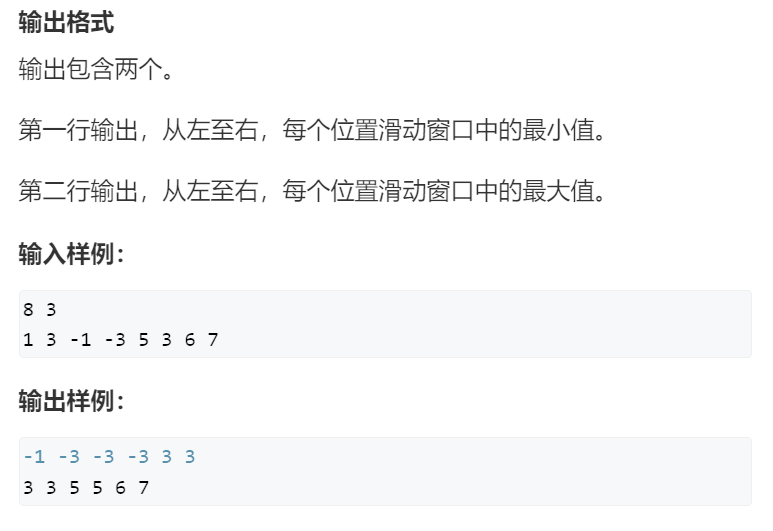 输出格式
输出包含两个。
第一行输出，从左至右，每个位置滑动窗口中的最小值。
第二行输出，从左至右，每个位置滑动窗口中的最大值。
输入样例：
8 3
1 3 -1 -3 5 3 6 7
输出样例：
-1 -3 -3 -3 3 3
3 3 5 5 6 7